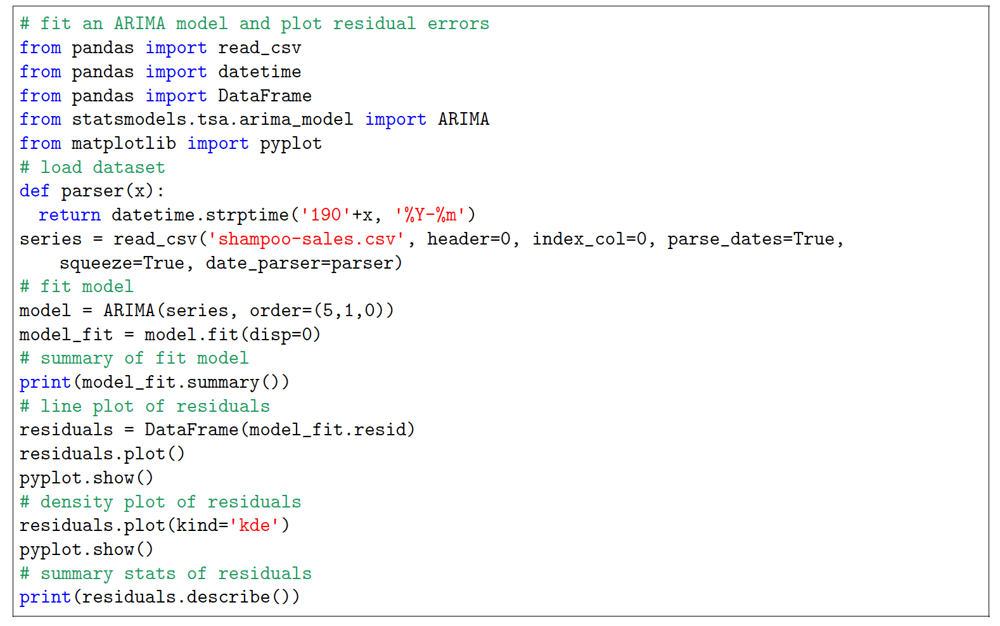 # fit an ARIMA model and plot residual errors
from pandas import read_csv
from pandas import datetime
from pandas import DataFrame
from statsmodels.tsa.arima_model import ARIMA
from matplotlib import pyplot
# load dataset
def parser(x):
  return datetime.strptime('190'+x, '%Y-%m')
series = read_csv('shampoo-sales.csv', header=0, index_col=0, parse_dates=True,
    squeeze=True, date_parser=parser)
# fit model
model = ARIMA(series, order=(5,1,0))
model_fit = model.fit(disp=0)
# summary of fit model
print(model_fit.summary())
# line plot of residuals
residuals = DataFrame(model_fit.resid)
residuals.plot()
pyplot.show()
# density plot of residuals
residuals.plot(kind='kde')
pyplot.show()
# summary stats of residuals
print(residuals.describe())